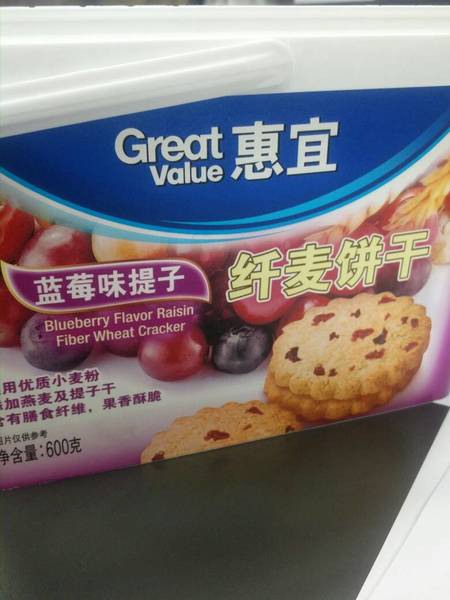 Great Value 惠宜
蓝莓味提子
纤麦饼干
Blueberry Flavor Raisin
Fiber Wheat Cracker
用优质小麦粉
添加燕麦及提子干
含有膳食纤维，果香酥脆
图片仅供参考
净含量:600克